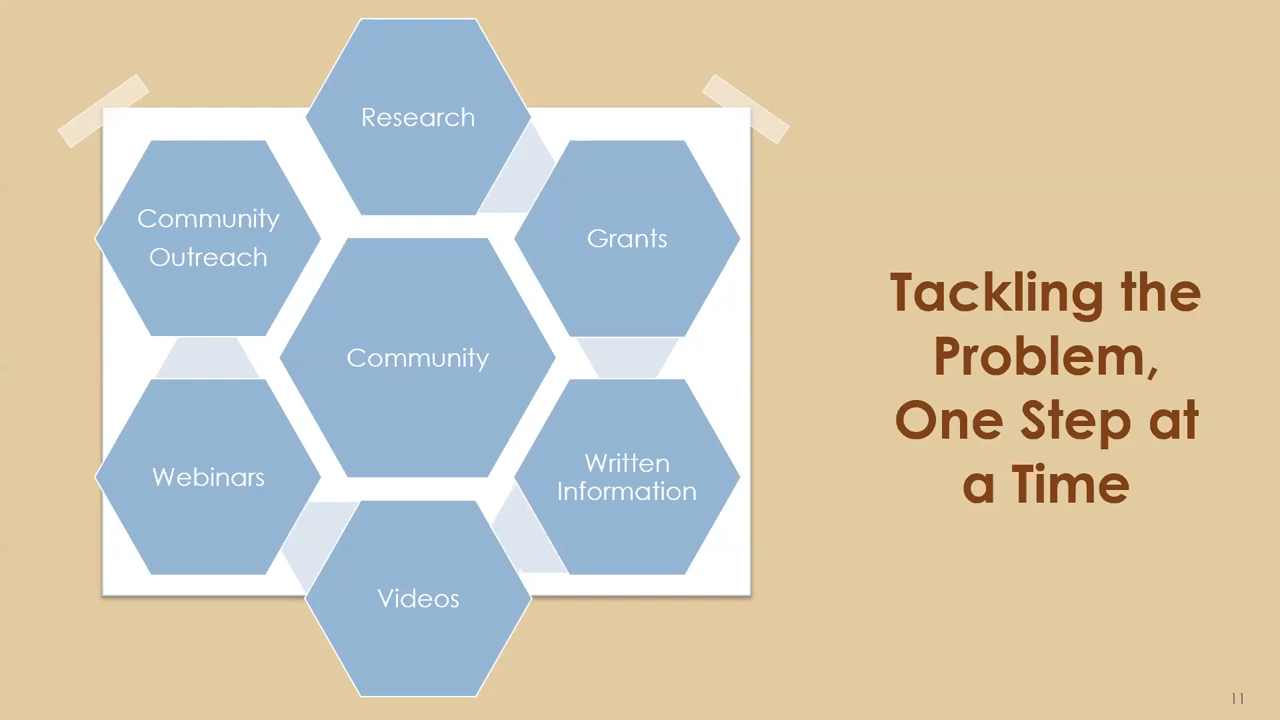 Research
Community
Outreach
Grants
Community
Webinars
Written
Information
Videos
Tackling the
Problem,
One Step at
a Time
11